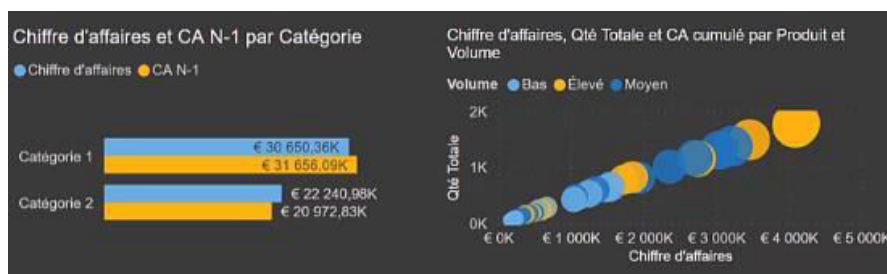 Chiffre d'affaires et CA N-1 par Catégorie
Chiffre d'affaires CA N-1
Catégorie 1
€ 30 650,36K
€ 31 656,09K
Catégorie 2
€ 22 240,98K
€ 20 972,83K
Chiffre d'affaires, Qté Totale et CA cumulé par Produit et
Volume
Volume Bas Élevé Moyen
Qté Totale
2K
1K
0K
€ 0K € 1 000K € 2 000K € 3 000K € 4 000K € 5 000K
Chiffre d'affaires